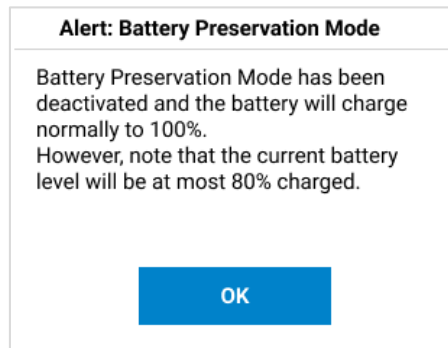 Alert: Battery Preservation Mode
Battery Preservation Mode has been
deactivated and the battery will charge
normally to 100%.
However, note that the current battery
level will be at most 80% charged.
OK